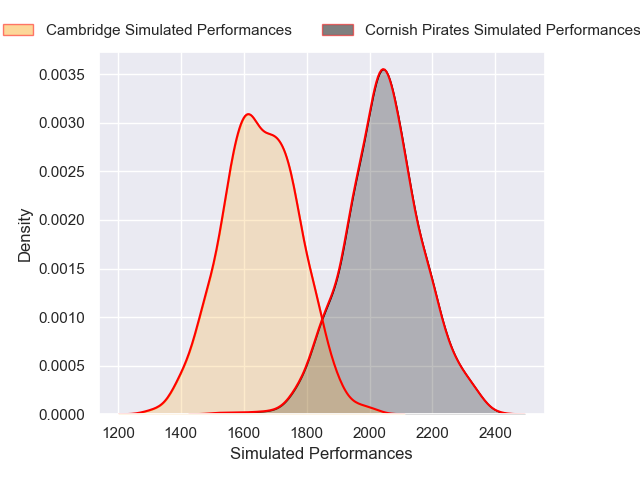 Cambridge Simulated Performances Cornish Pirates Simulated Performances
0.0035
0.0030
0.0025
0.0020
0.0015
0.0010
0.0005
0.0000
Density
1200 1400 1600 1800 2000 2200 2400
Simulated Performances